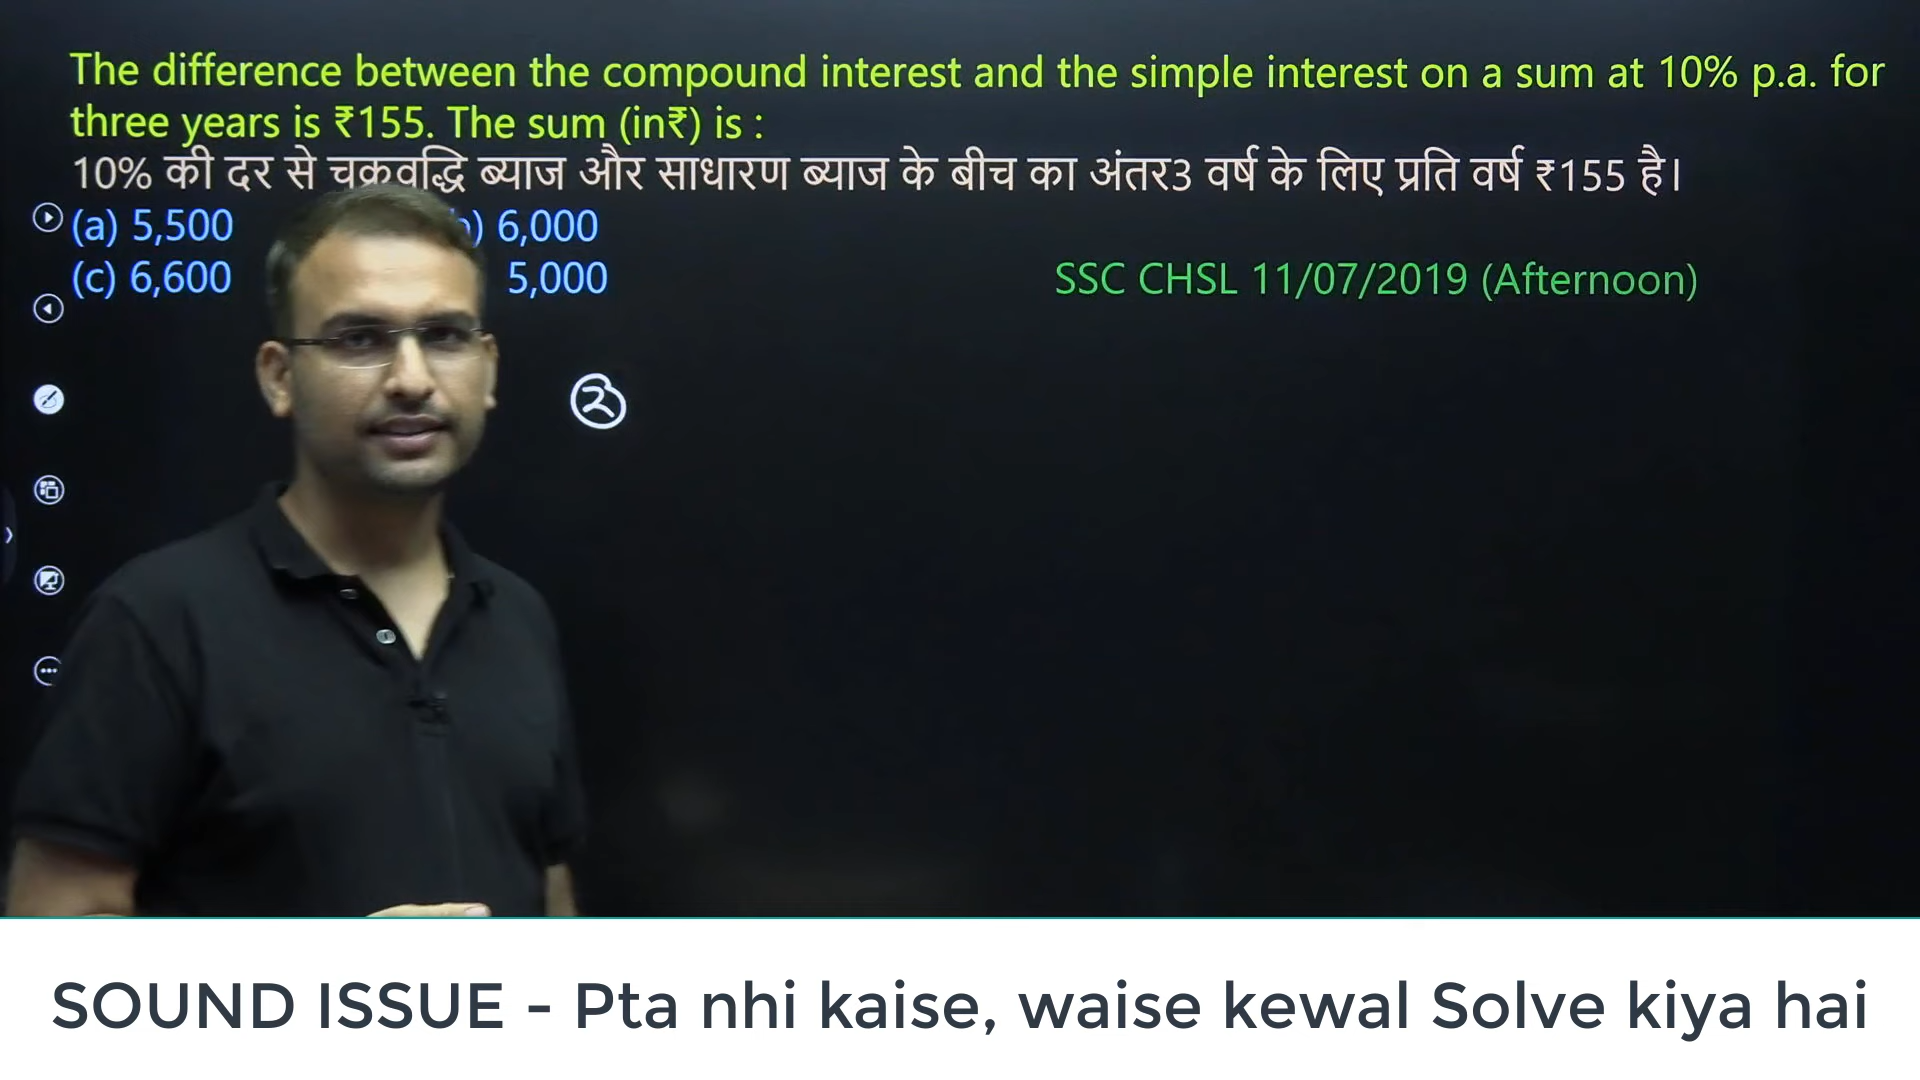 The difference between the compound interest and the simple interest on a sum at 10% p.a. for
three years is ₹155. The sum (in₹) is :
10% की दर से चक्रवृद्धि ब्याज और साधारण ब्याज के बीच का अंतर3 वर्ष के लिए प्रति वर्ष ₹155 है।
(a) 5,500 ) 6,000
(c) 6,600 5,000
SSC CHSL 11/07/2019 (Afternoon)
2
SOUND ISSUE - Pta nhi kaise, waise kewal Solve kiya hai